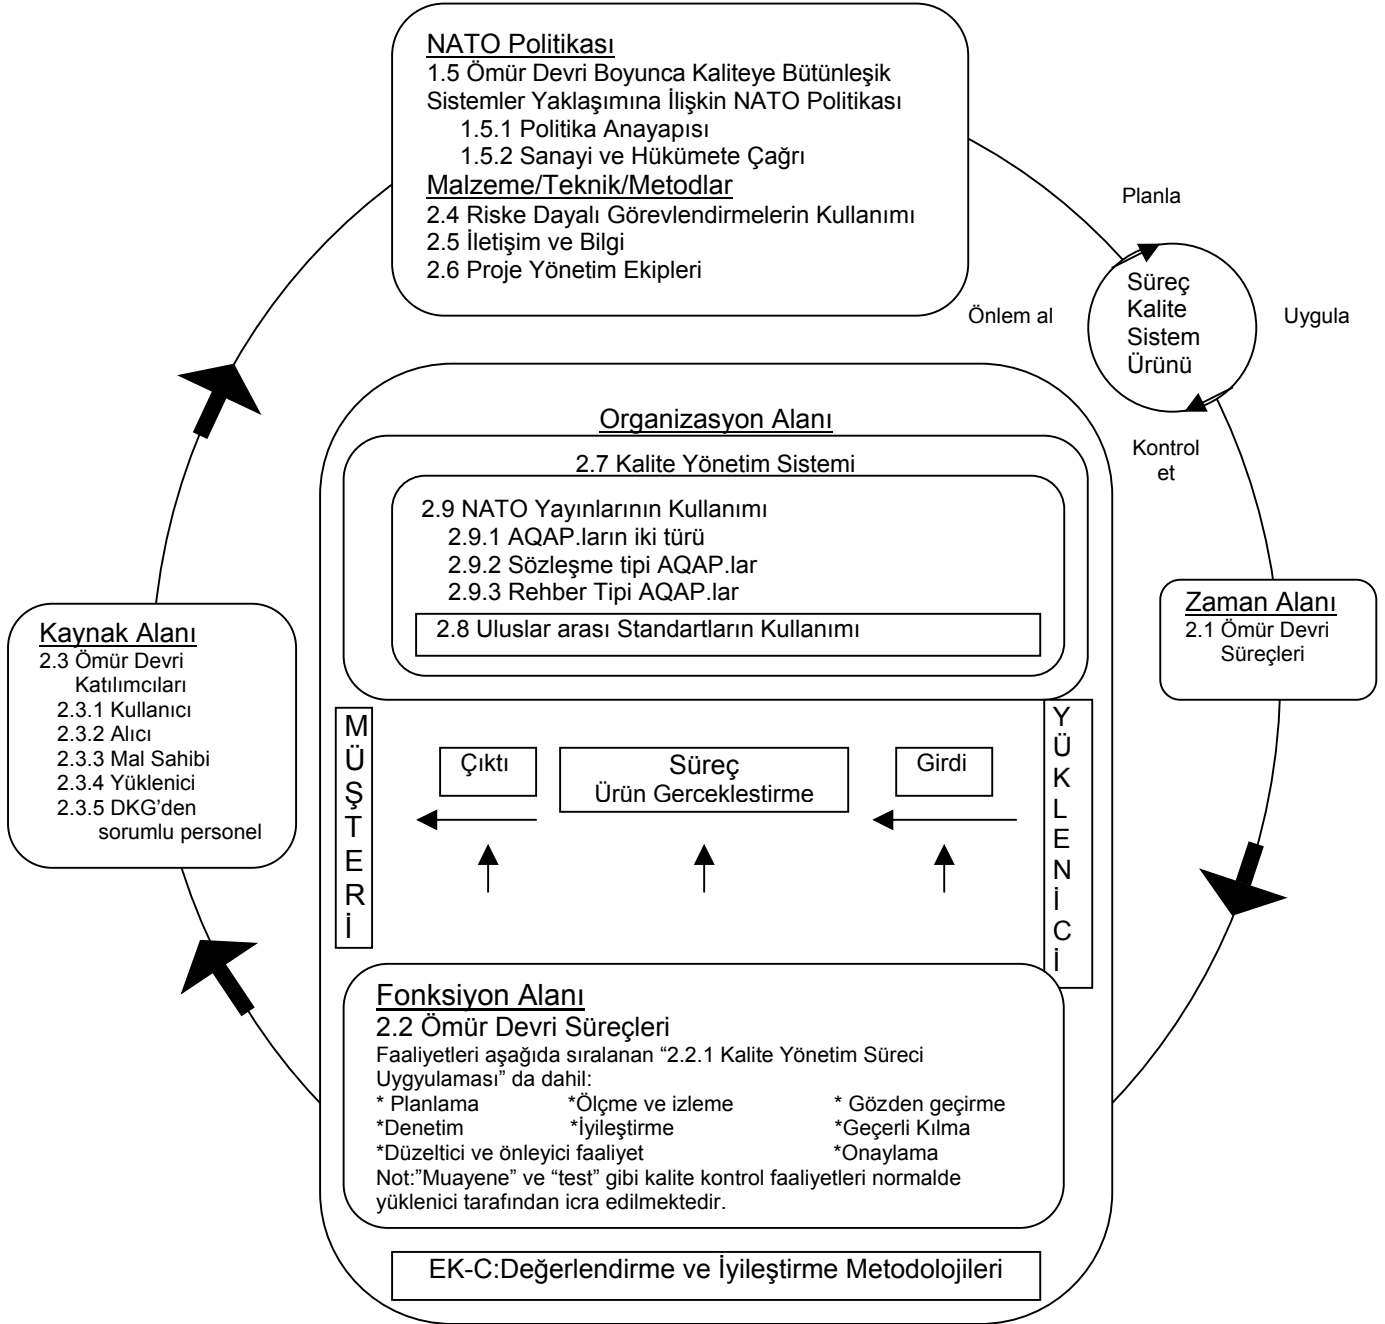 NATO Politikası
1.5 Ömür Devri Boyunca Kaliteye Bütünleşik
Sistemler Yaklaşımına İlişkin NATO Politikası
1.5.1 Politika Anayapısı
1.5.2 Sanayi ve Hükümete Çağrı
Malzeme/Teknik/Metodlar
2.4 Riske Dayalı Görevlendirmelerin Kullanımı
2.5 İletişim ve Bilgi
2.6 Proje Yönetim Ekipleri
Planla
Önlem al
Süreç
Kalite
Sistem
Ürünü
Uygula
Kontrol
et
Organizasyon Alanı
2.7 Kalite Yönetim Sistemi
2.9 NATO Yayınlarının Kullanımı
2.9.1 AQAP.ların iki türü
2.9.2 Sözleşme tipi AQAP.lar
2.9.3 Rehber Tipi AQAP.lar
2.8 Uluslar arası Standartların Kullanımı
Zaman Alanı
2.1 Ömür Devri
Süreçleri
Kaynak Alanı
2.3 Ömür Devri
Katılımcıları
2.3.1 Kullanıcı
2.3.2 Alıcı
2.3.3 Mal Sahibi
2.3.4 Yüklenici
2.3.5 DKG’den
sorumlu personel
M
Ü
Ş
T
E
R
İ
Çıktı
Süreç
Ürün Gerceklestirme
Girdi
Y
Ü
K
L
E
N
İ
C
İ
Fonksiyon Alanı
2.2 Ömür Devri Süreçleri
Faaliyetleri aşağıda sıralanan “2.2.1 Kalite Yönetim Süreci
Uygyulaması” da dahil:
* Planlama *Ölçme ve izleme * Gözden geçirme
*Denetim *İyileştirme *Geçerli Kılma
*Düzeltici ve önleyici faaliyet *Onaylama
Not:”Muayene” ve “test” gibi kalite kontrol faaliyetleri normalde
yüklenici tarafından icra edilmektedir.
EK-C:Değerlendirme ve İyileştirme Metodolojileri